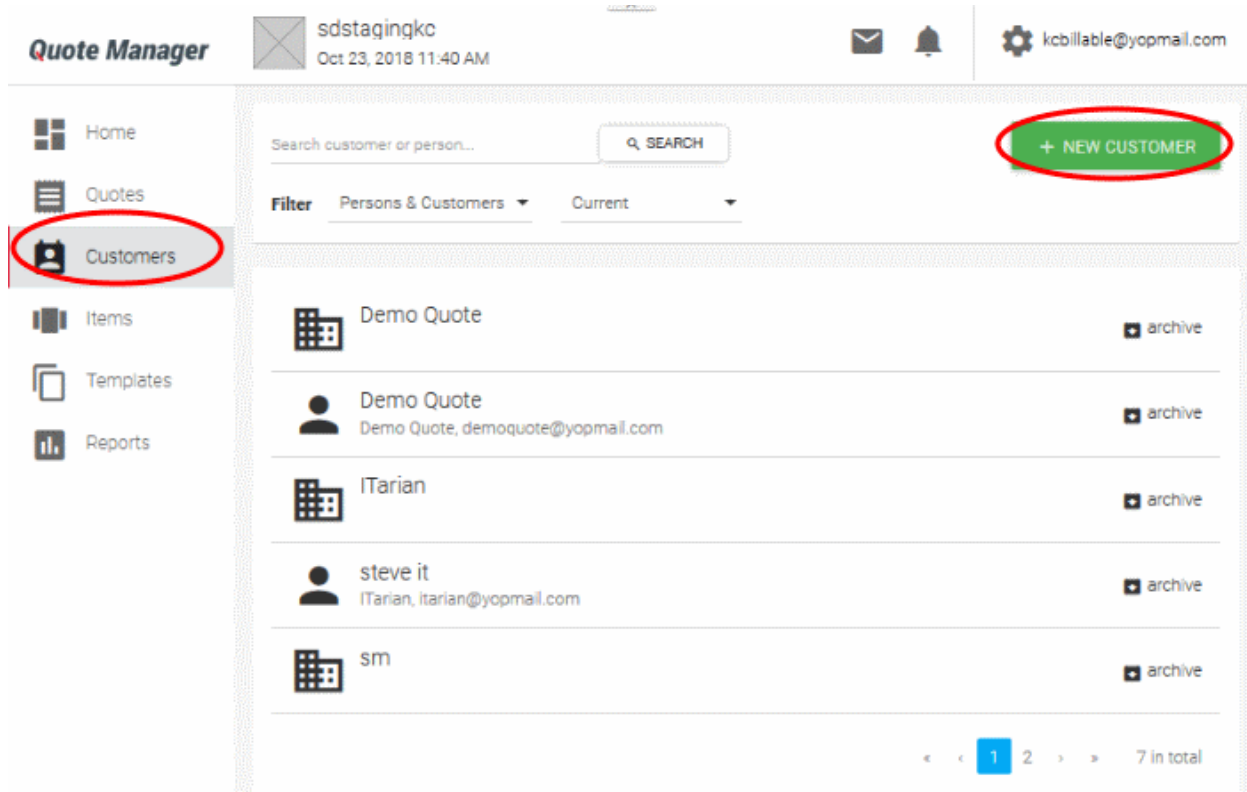 Quote Manager
sdstagingkc
Oct 23, 2018 11:40 AM
kcbillable@yopmail.com
Home
Quotes
Customers
Items
Templates
Reports
Search customer or person...
SEARCH
+ NEW CUSTOMER
Filter Persons & Customers Current
Demo Quote
archive
Demo Quote
Demo Quote, demoquote@yopmail.com
archive
ITarian
archive
steve it
ITarian, itarian@yopmail.com
archive
sm
archive
« ‹ 1 2 › » 7 in total